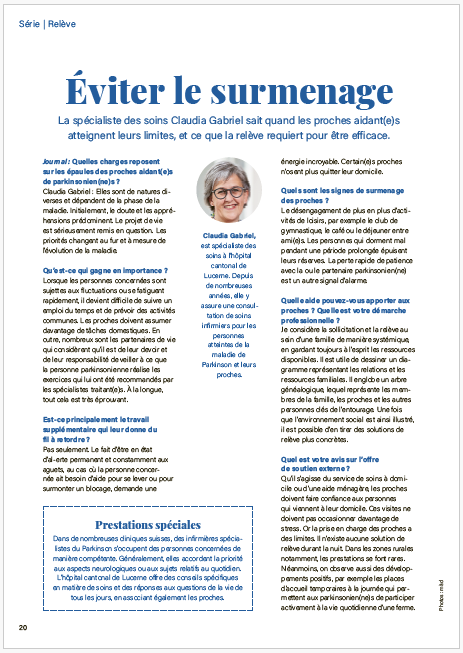 Série | Relève
Éviter le surmenage
La spécialiste des soins Claudia Gabriel sait quand les proches aidant(e)s
atteignent leurs limites, et ce que la relève requiert pour être efficace.
Journal: Quelles charges reposent
sur les épaules des proches aidant(e)s
de parkinsonien(ne)s ?
Claudia Gabriel : Elles sont de natures di-
verses et dépendent de la phase de la
maladie. Initialement, le doute et les appré-
hensions prédominent. Le projet de vie
est sérieusement remis en question. Les
priorités changent au fur et à mesure de
l'évolution de la maladie.
Qu'est-ce qui gagne en importance ?
Lorsque les personnes concernées sont
sujettes aux fluctuations ou se fatiguent
rapidement, il devient difficile de suivre un
emploi du temps et de prévoir des activités
communes. Les proches doivent assumer
davantage de tâches domestiques. En
outre, nombreux sont les partenaires de vie
qui considèrent qu'il est de leur devoir et
de leur responsabilité de veiller à ce que
la personne parkinsonienne réalise les
exercices qui lui ont été recommandés par
les spécialistes traitant(e)s. À la longue,
tout cela est très éprouvant.
Est-ce principalement le travail
supplémentaire qui leur donne du
fil à retordre ?
Pas seulement. Le fait d'être en état
d'al-erte permanent et constamment aux
aguets, au cas où la personne concer-
née ait besoin d'aide pour se lever ou pour
surmonter un blocage, demande une
Claudia Gabriel,
est spécialiste des
soins à l'hôpital
cantonal de
Lucerne. Depuis
de nombreuses
années, elle y
assure une consul-
tation de soins
infirmiers pour les
personnes
atteintes de la
maladie de
Parkinson et leurs
proches.
énergie incroyable. Certain(e)s proches
n'osent plus quitter leur domicile.
Quels sont les signes de surmenage
des proches ?
Le désengagement de plus en plus d'acti-
vités de loisirs, par exemple le club de
gymnastique, le café ou le déjeuner entre
ami(e)s. Les personnes qui dorment mal
pendant une période prolongée épuisent
leurs réserves. La perte rapide de patience
avec la ou le partenaire parkinsonien(ne)
est un autre signal d'alarme.
Quelle aide pouvez-vous apporter aux
proches ? Quelle est votre démarche
professionnelle ?
Je considère la sollicitation et la relève au
sein d'une famille de manière systémique,
en gardant toujours à l'esprit les ressources
disponibles. Il est utile de dessiner un dia-
gramme représentant les relations et les
ressources familiales. Il englobe un arbre
généalogique, lequel représente les mem-
bres de la famille, les proches et les autres
personnes clés de l'entourage. Une fois
que l'environnement social est ainsi illustré,
il est possible d'en tirer des solutions de
relève plus concrètes.
Quel est votre avis sur l'offre
de soutien externe ?
Qu'il s'agisse du service de soins à domi-
cile ou d'une aide ménagère, les proches
doivent faire confiance aux personnes
qui viennent à leur domicile. Ces visites ne
doivent pas occasionner davantage de
stress. Or la prise en charge des proches a
des limites. Il n'existe aucune solution de
relève durant la nuit. Dans les zones rurales
notamment, les prestations se font rares.
Néanmoins, on observe aussi des dévelop-
pements positifs, par exemple les places
d'accueil temporaires à la journée qui per-
mettent aux parkinsonien(ne)s de participer
activement à la vie quotidienne d'une ferme.
Prestations spéciales
Dans de nombreuses cliniques suisses, des infirmières spécia-
listes du Parkinson s'occupent des personnes concernées de
manière compétente. Généralement, elles accordent la priorité
aux aspects neurologiques ou aux sujets relatifs au quotidien.
L'hôpital cantonal de Lucerne offre des conseils spécifiques
en matière de soins et des réponses aux questions de la vie de
tous les jours, en associant également les proches.
20